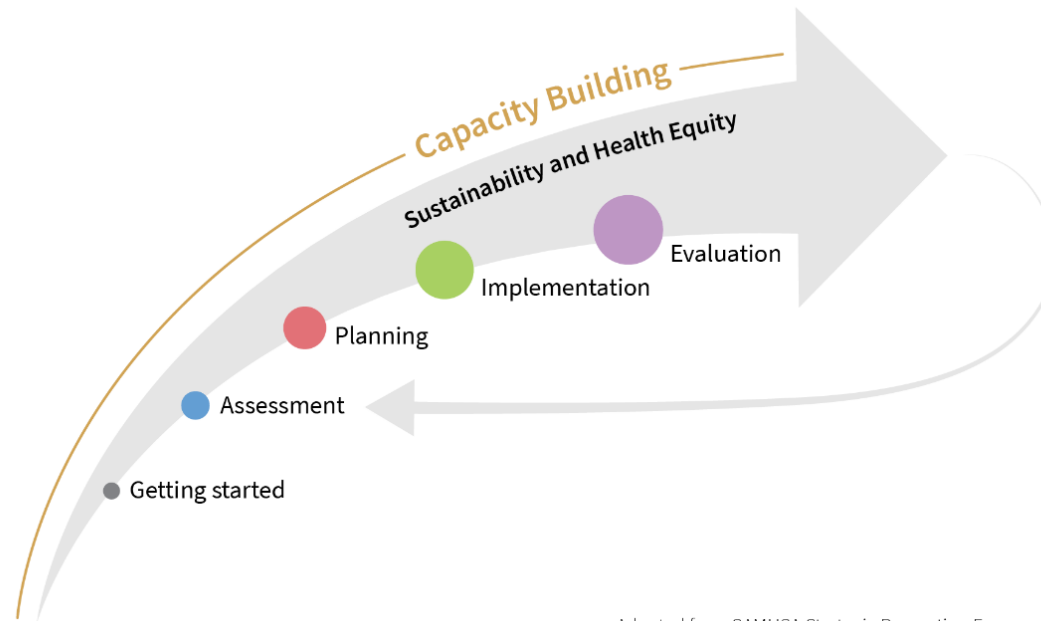 Capacity Building
Sustainability and Health Equity
Evaluation
Implementation
Planning
Assessment
Getting started